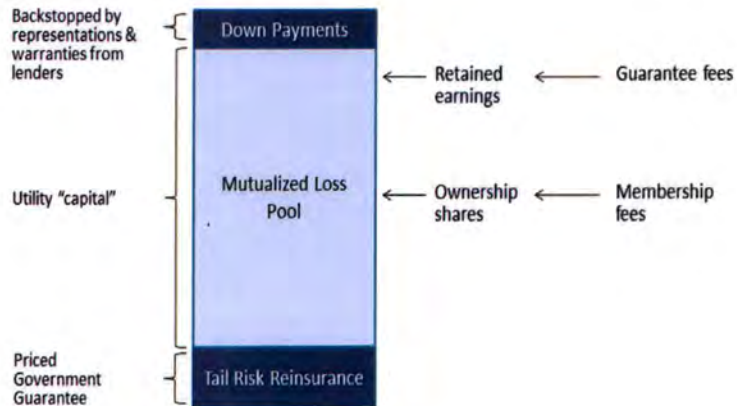 Backstopped by
representations &
warranties from
lenders
Down Payments
Retained
earnings
Guarantee fees
Utility "capital"
Mutualized Loss
Pool
Ownership
shares
Membership
fees
Priced
Government
Guarantee
Tail Risk Reinsurance